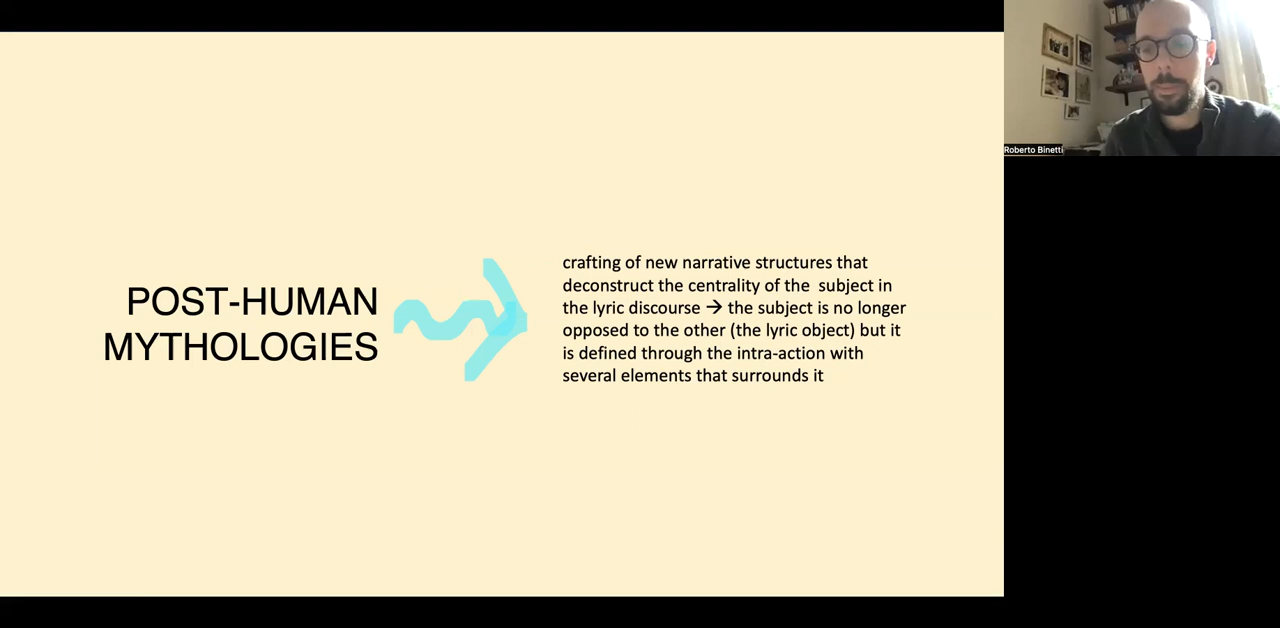 POST-HUMAN
MYTHOLOGIES
crafting of new narrative structures that
deconstruct the centrality of the  subject in
the lyric discourse → the subject is no longer
opposed to the other (the lyric object) but it
is defined through the intra-action with
several elements that surrounds it
Roberto Binetti